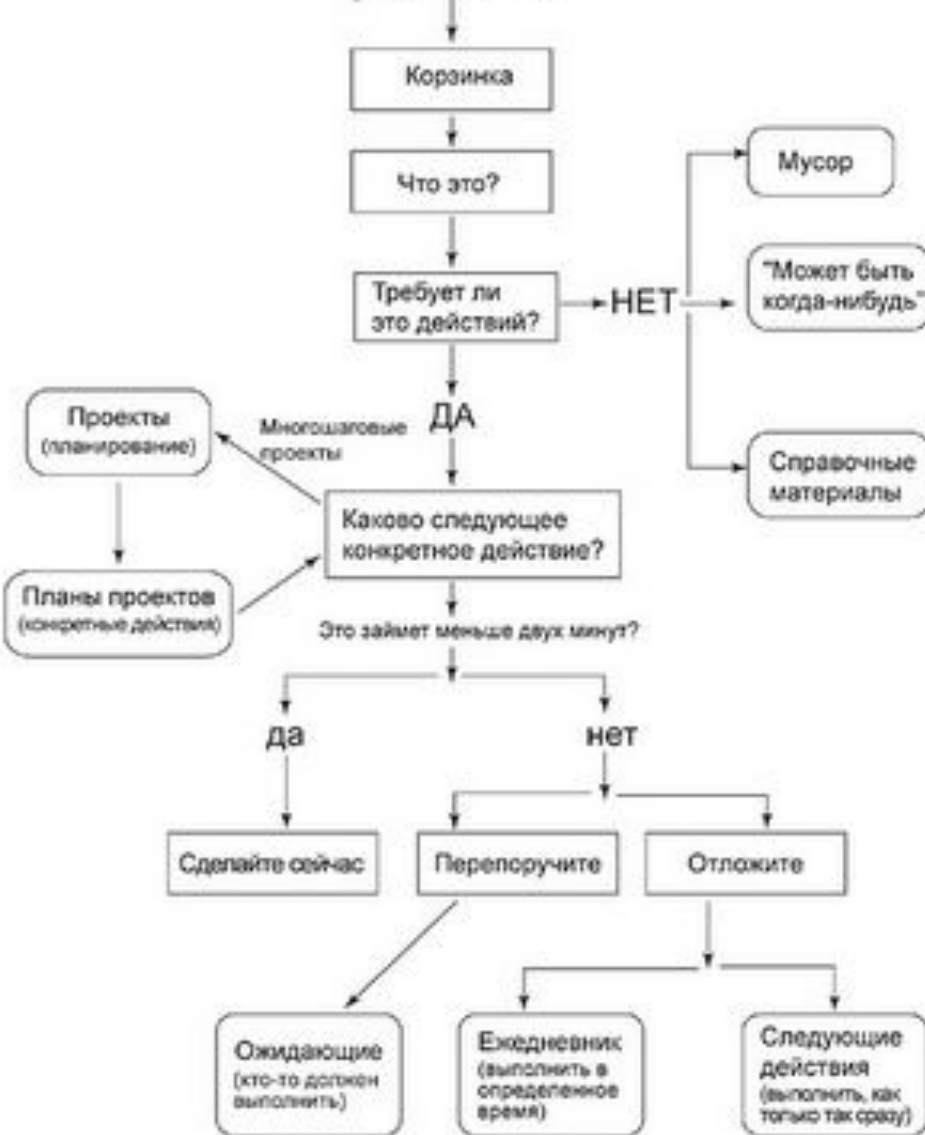 Корзинка
Что это?
Мусор
Требует ли
это действий?
НЕТ
"Может быть
когда-нибудь"
Справочные
материалы
ДА
Проекты
(планирование)
Многошаговые
проекты
Каково следующее
конкретное действие?
Планы проектов
(конкретные действия)
Это займет меньше двух минут?
да
нет
Сделайте сейчас
Перепоручите
Отложите
Ожидающие
(кто-то должен
выполнить)
Ежедневник
(выполнить в
определенное
время)
Следующие
действия
(выполнить, как
только так сразу)